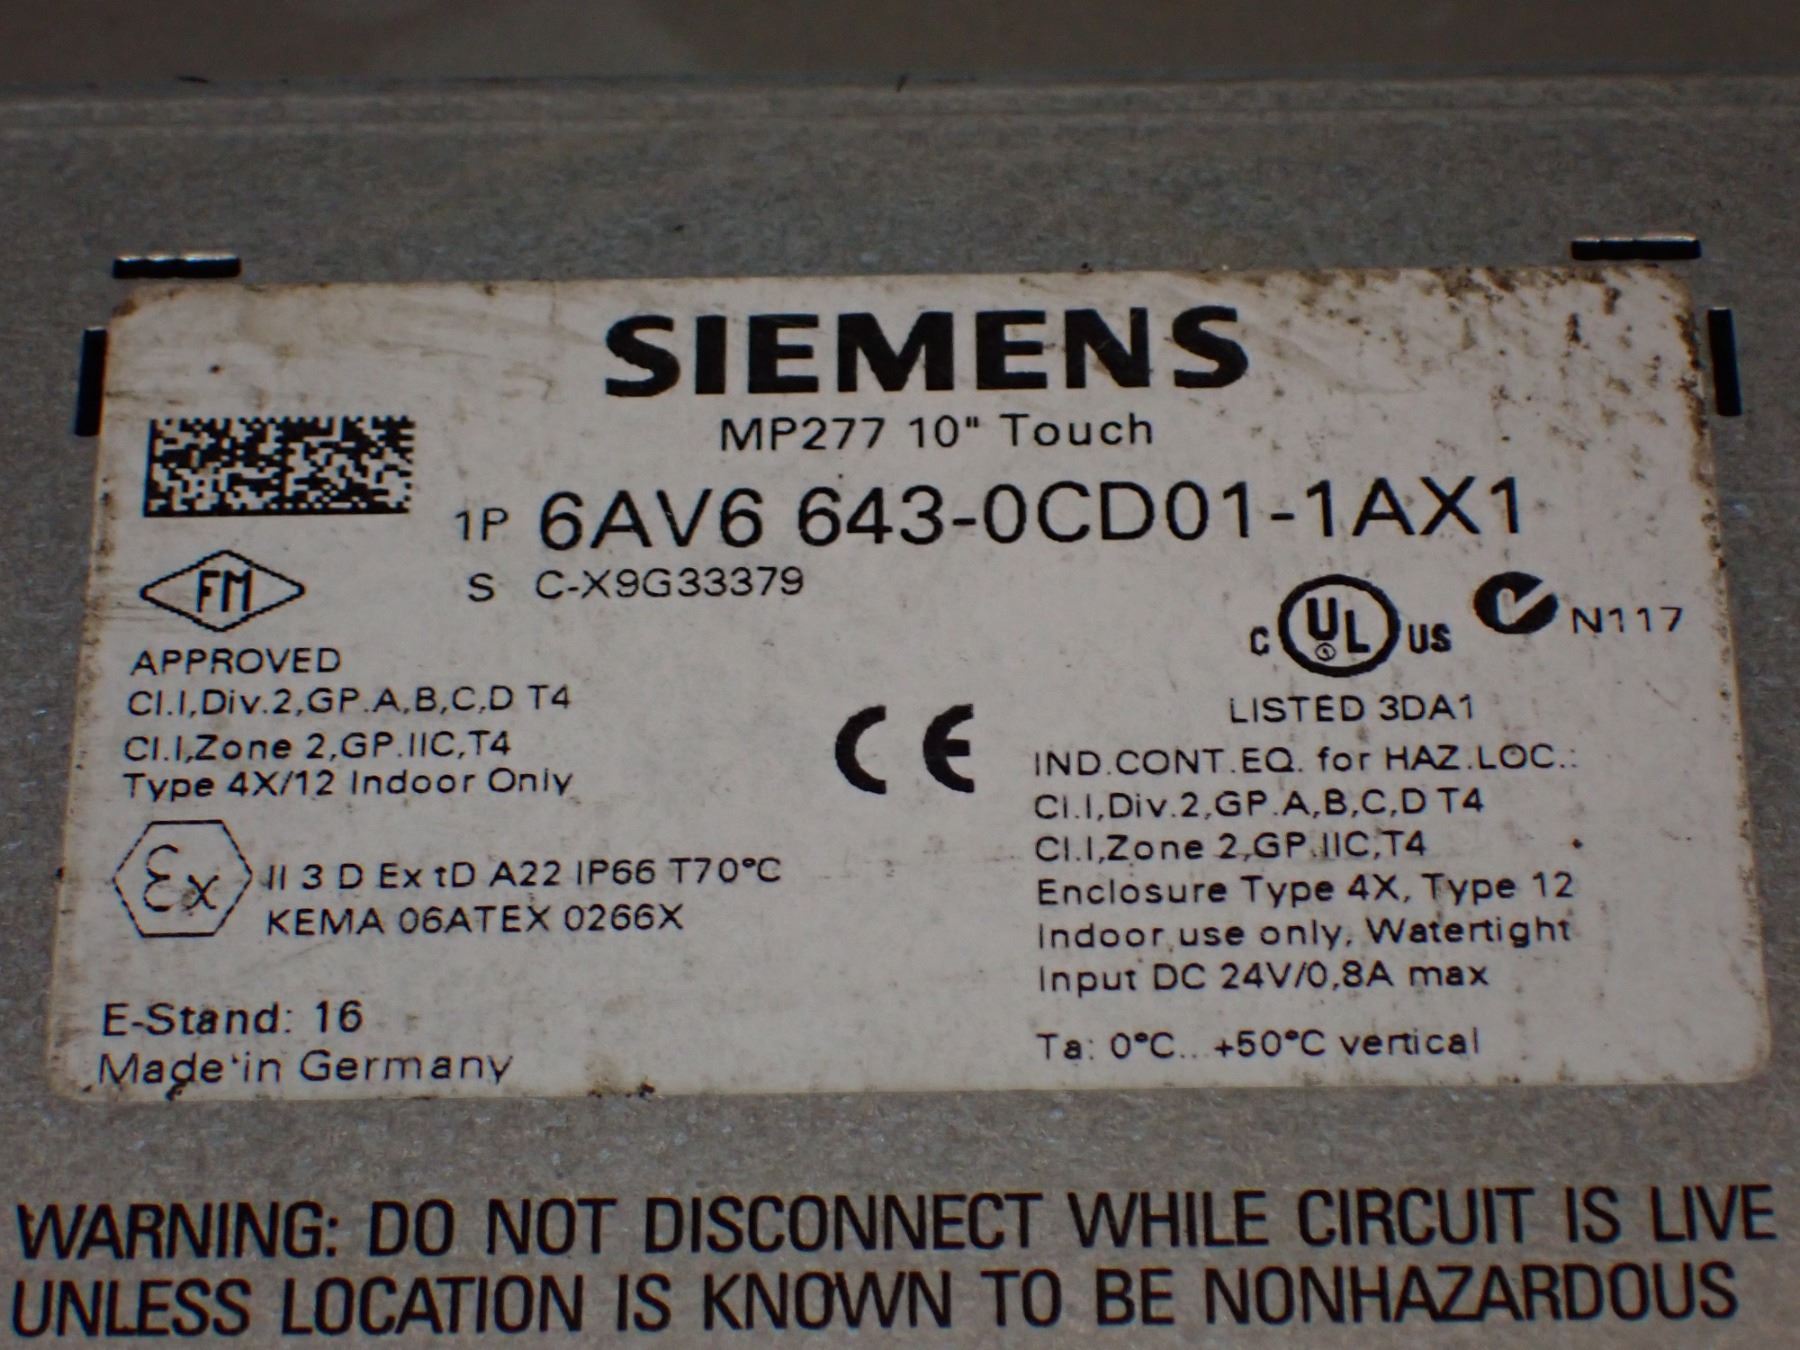 SIEMENS
MP277 10" Touch
1P 6AV6 643-0CD01-1AX1
S C-X9G33379
FM
APPROVED
Cl.I,Div.2,GP.A,B,C,D T4
Cl.I,Zone 2,GP.IIC,T4
Type 4X/12 Indoor Only
Ex II 3 D Ex tD A22 IP66 T70°C
KEMA 06ATEX 0266X
E-Stand: 16
Made in Germany
CE
C UL US N117
LISTED 3DA1
IND.CONT.EQ. for HAZ.LOC.:
Cl.I,Div.2,GP.A,B,C,D T4
Cl.I,Zone 2,GP.IIC,T4
Enclosure Type 4X, Type 12
Indoor use only, Watertight
Input DC 24V/0,8A max
Ta: 0°C... +50°C vertical
WARNING: DO NOT DISCONNECT WHILE CIRCUIT IS LIVE
UNLESS LOCATION IS KNOWN TO BE NONHAZARDOUS